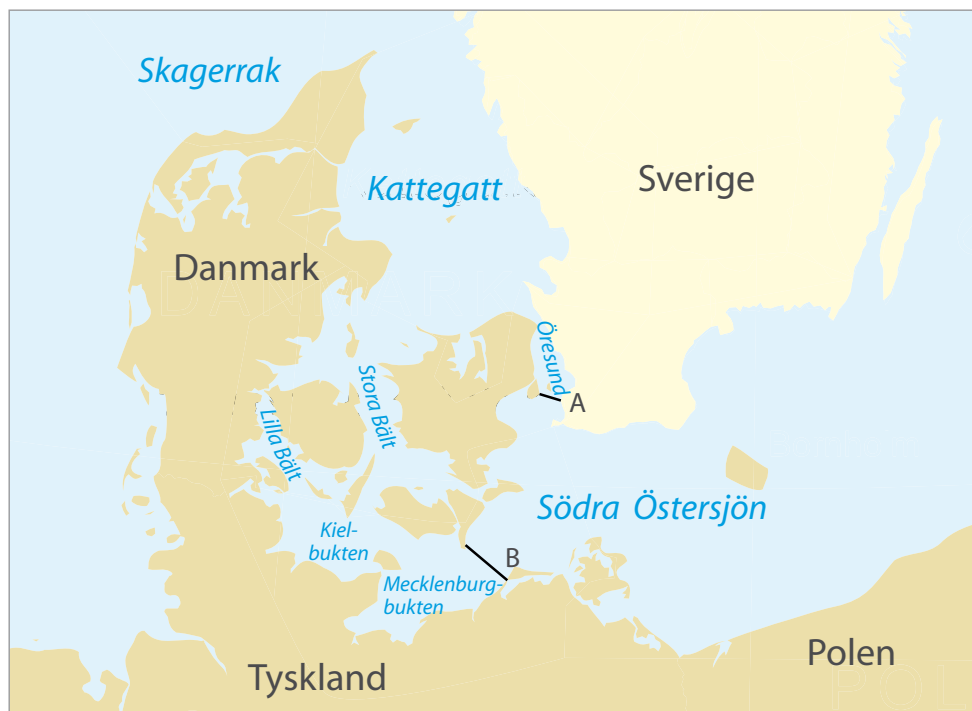 Skagerrak
Kattegatt
Sverige
Danmark
Öresund
A
Stora Bält
Lilla Bält
Södra Östersjön
Kiel-
bukten
B
Mecklenburg-
bukten
Polen
Tyskland